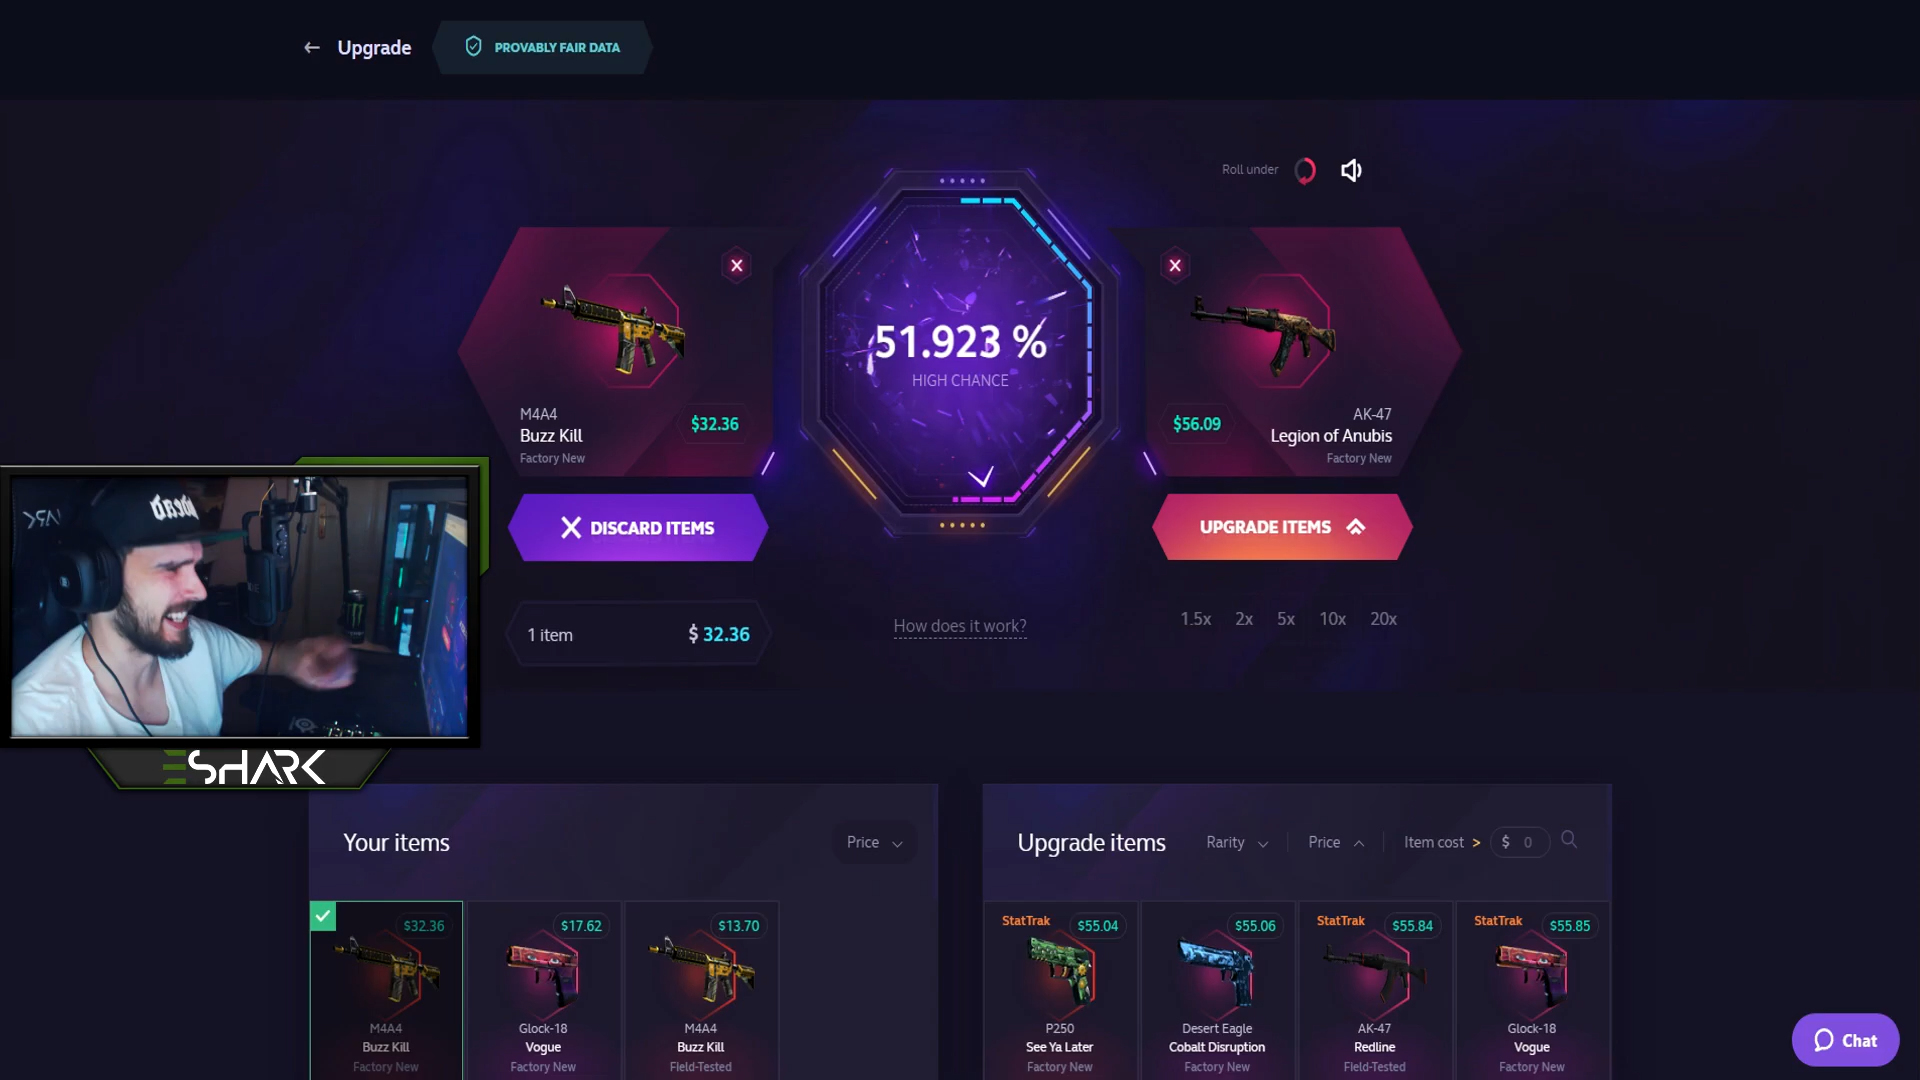 Upgrade
PROVABLY FAIR DATA
Roll under
51.923 %
HIGH CHANCE
M4A4
Buzz Kill
Factory New
$32.36
$56.09
AK-47
Legion of Anubis
Factory New
DISCARD ITEMS
UPGRADE ITEMS
1 item
$ 32.36
How does it work?
1.5x 2x 5x 10x 20x
ESHARK
Your items
Price
Upgrade items
Rarity
Price
Item cost >
$ 0
$32.36
M4A4
Buzz Kill
Factory New
$17.62
Glock-18
Vogue
Factory New
$13.70
M4A4
Buzz Kill
Field-Tested
StatTrak $55.04
P250
See Ya Later
Factory New
$55.06
Desert Eagle
Cobalt Disruption
Factory New
StatTrak $55.84
AK-47
Redline
Field-Tested
StatTrak $55.85
Glock-18
Vogue
Factory New
Chat